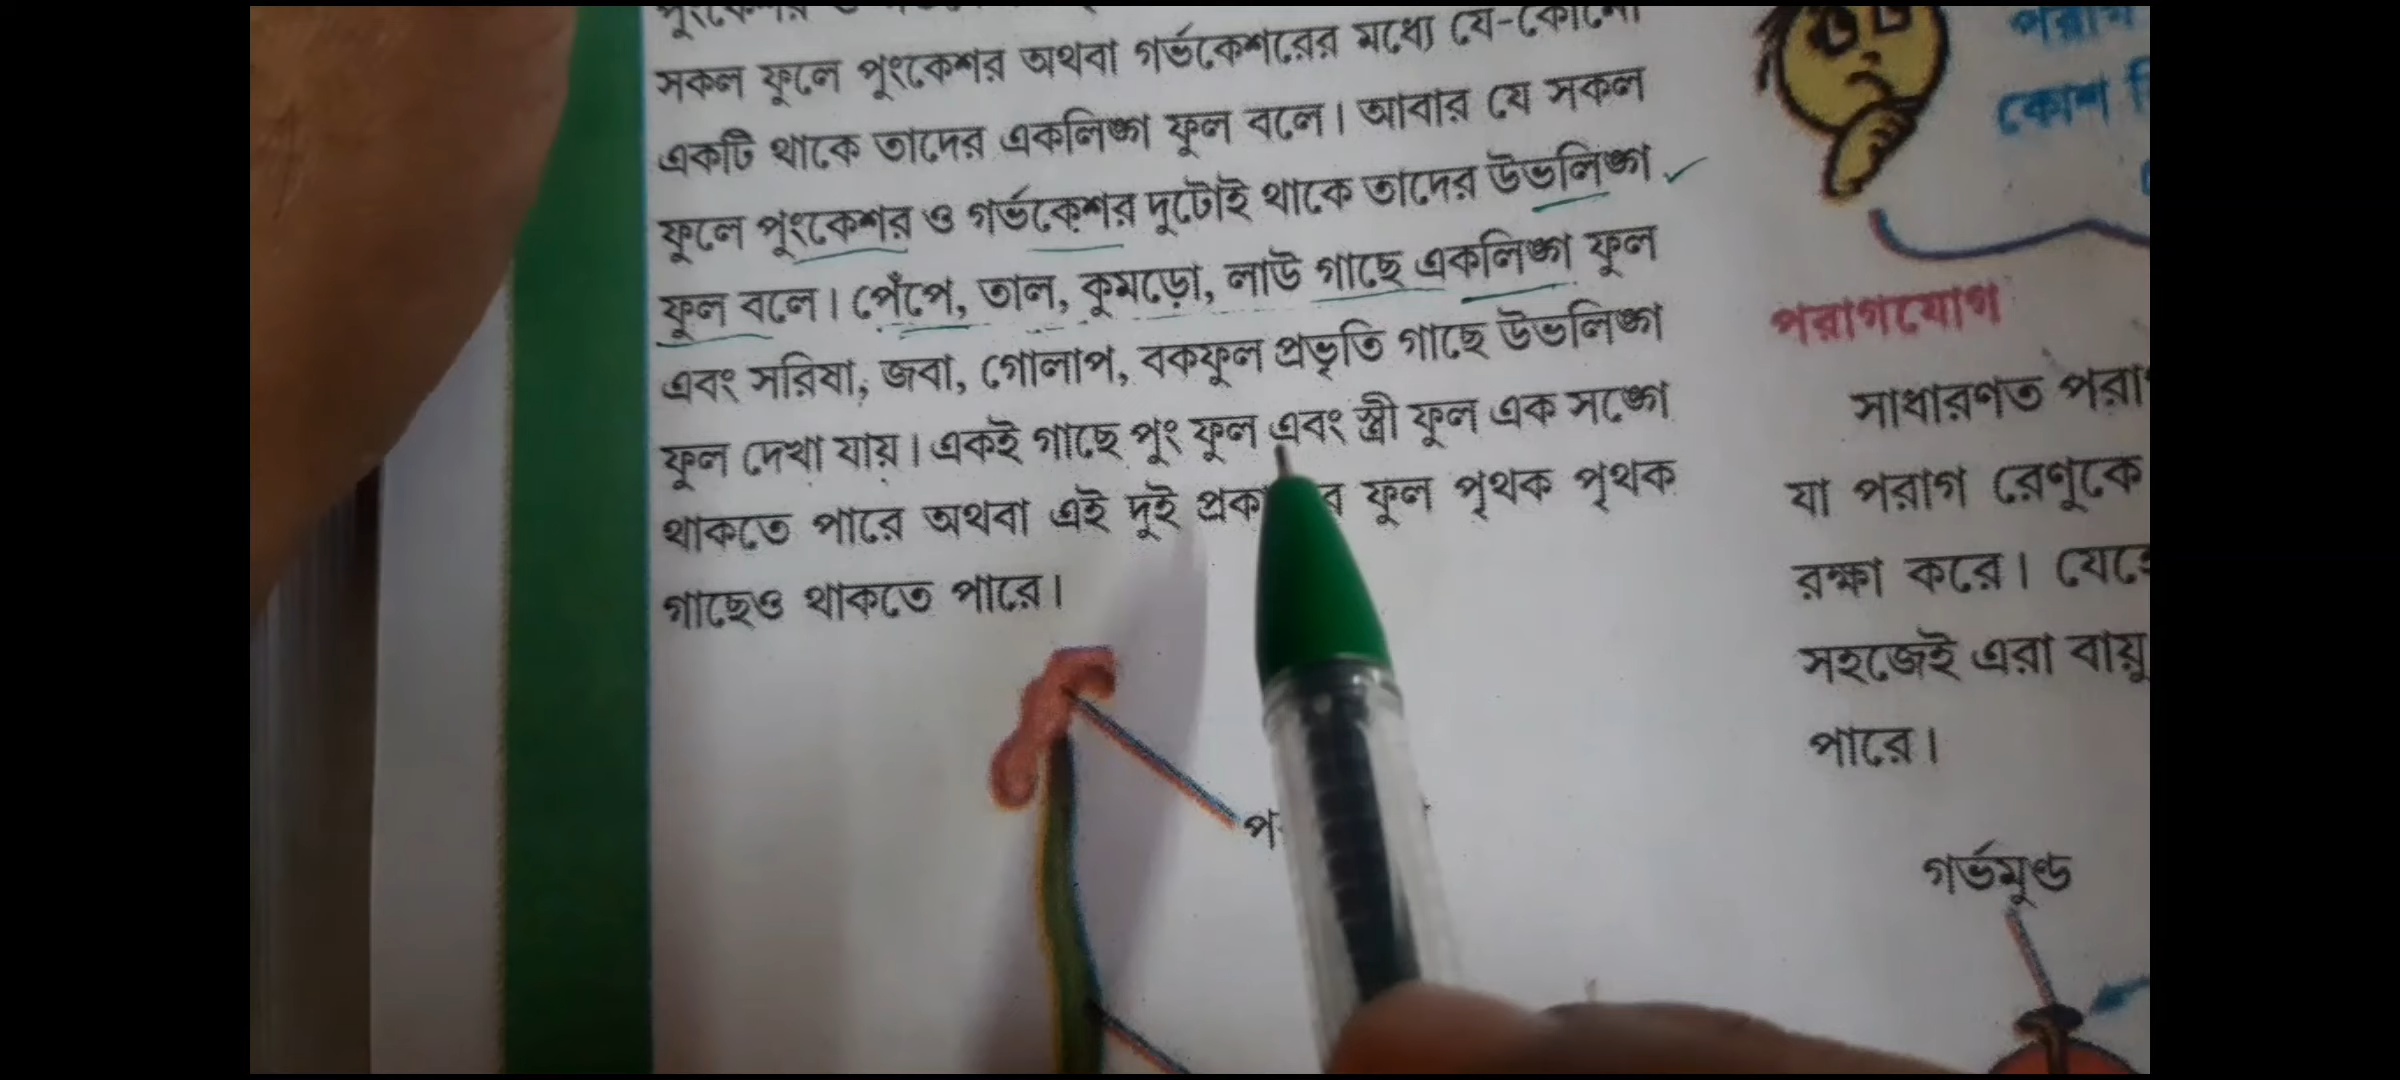 সকল ফুলে পুংকেশর অথবা গর্ভকেশরের মধ্যে যে-কোনো
একটি থাকে তাদের একলিঙ্গ ফুল বলে। আবার যে সকল
ফুলে পুংকেশর ও গর্ভকেশর দুটোই থাকে তাদের উভলিঙ্গ
ফুল বলে। পেঁপে, তাল, কুমড়ো, লাউ গাছে একলিঙ্গ ফুল
এবং সরিষা, জবা, গোলাপ, বকফুল প্রভৃতি গাছে উভলিঙ্গ
ফুল দেখা যায়। একই গাছে পুং ফুল এবং স্ত্রী ফুল এক সঙ্গে
থাকতে পারে অথবা এই দুই ফুল পৃথক পৃথক
গাছেও থাকতে পারে।
পরাগ
কোশ
পরাগযোগ
সাধারণত
যা পরাগ রেণুকে
রক্ষা করে।
সহজেই এরা বায়ু
পারে।
গর্ভমুণ্ড